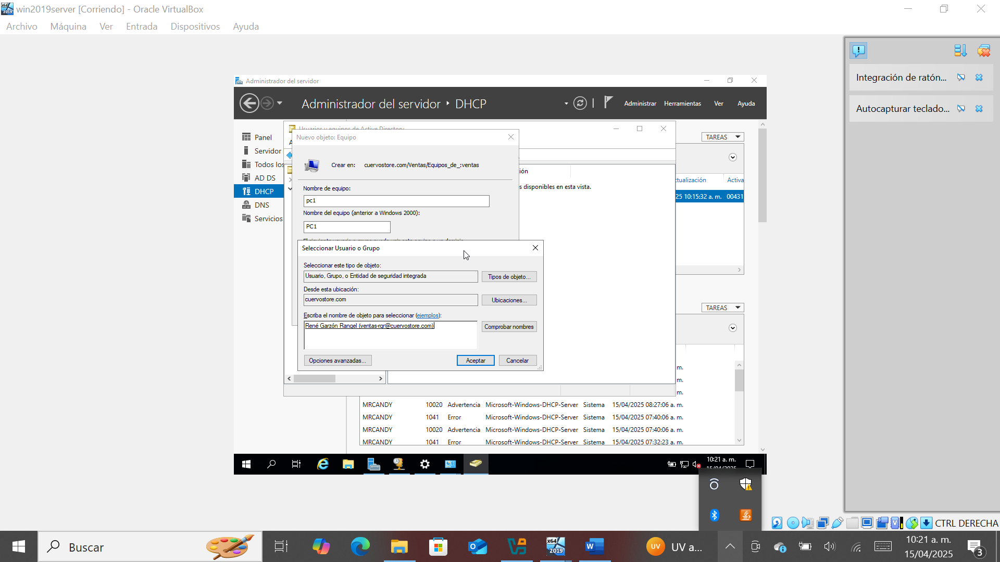 win2019server [Corriendo] - Oracle VirtualBox
Archivo Máquina Ver Entrada Dispositivos Ayuda
Integración de ratón...
Autocapturar teclado...
Administrador del servidor
Administrador del servidor ‣ DHCP
Administrar Herramientas Ver Ayuda
Panel
Servidor
Todos los
AD DS
DHCP
DNS
Servicios
Usuarios y equipos de Active Directory
TAREAS
ión
s disponibles en esta vista.
tualización Activa
25 10:15:32 a. m. 00431
TAREAS
Nuevo objeto: Equipo
Crear en: cuervostore.com/Ventas/Equipos_de_:ventas
Nombre de equipo:
pc1
Nombre del equipo (anterior a Windows 2000):
PC1
Seleccionar Usuario o Grupo
Seleccionar este tipo de objeto:
Usuario, Grupo, o Entidad de seguridad integrada
Tipos de objeto...
Desde esta ubicación:
cuervostore.com
Ubicaciones...
Escriba el nombre de objeto para seleccionar (ejemplos):
René Garzón Rangel (ventas-rgr@cuervostore.com)
Comprobar nombres
Opciones avanzadas...
Aceptar
Cancelar
m.
m.
m.
MRCANDY 10020 Advertencia Microsoft-Windows-DHCP-Server Sistema 15/04/2025 08:27:06 a. m.
MRCANDY 1041 Error Microsoft-Windows-DHCP-Server Sistema 15/04/2025 07:40:06 a. m.
MRCANDY 10020 Advertencia Microsoft-Windows-DHCP-Server Sistema 15/04/2025 07:40:06 a. m.
MRCANDY 1041 Error Microsoft-Windows-DHCP-Server Sistema 15/04/2025 07:32:23 a. m.
10:21 a. m.
15/04/2025
CTRL DERECHA
Buscar
x64
2019
UV
UV a...
10:21 a. m.
15/04/2025
3